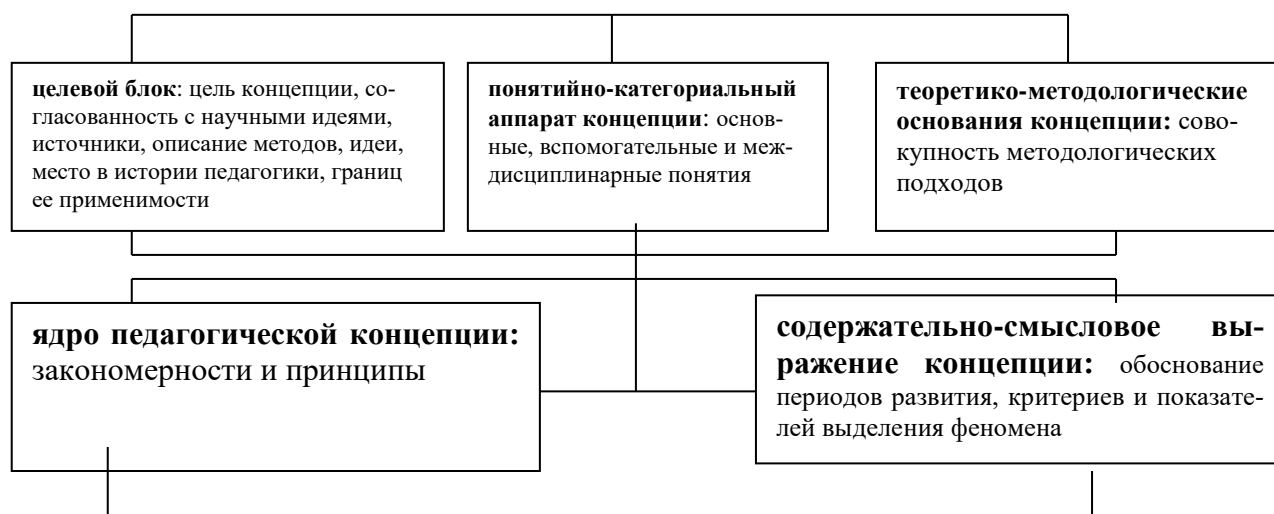 целевой блок: цель концепции, со-
гласованность с научными идеями,
источники, описание методов, идеи,
место в истории педагогики, границ
ее применимости
понятийно-категориальный
аппарат концепции: основ-
ные, вспомогательные и меж-
дисциплинарные понятия
теоретико-методологические
основания концепции: сово-
купность методологических
подходов
ядро педагогической концепции:
закономерности и принципы
содержательно-смысловое вы-
ражение концепции: обоснование
периодов развития, критериев и показате-
лей выделения феномена